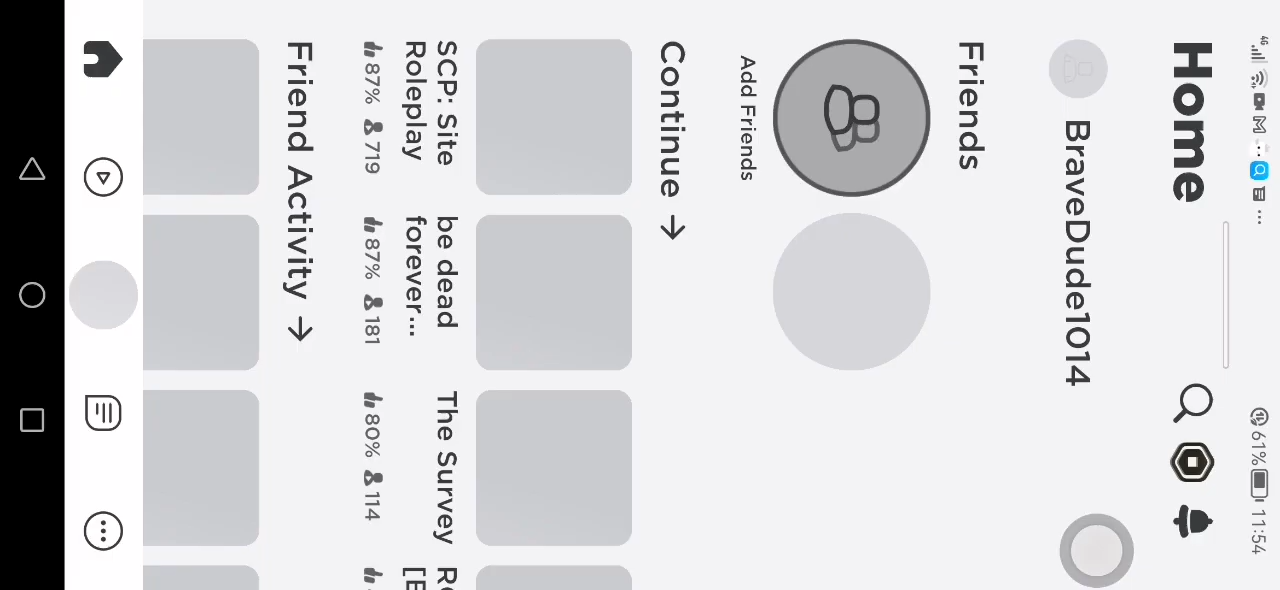 4G 61% 11:54
Home
BraveDude1014
Friends
Add Friends
Continue →
SCP: Site
Roleplay
87% 719
be dead
forever...
87% 181
The Survey
80% 114
Friend Activity →